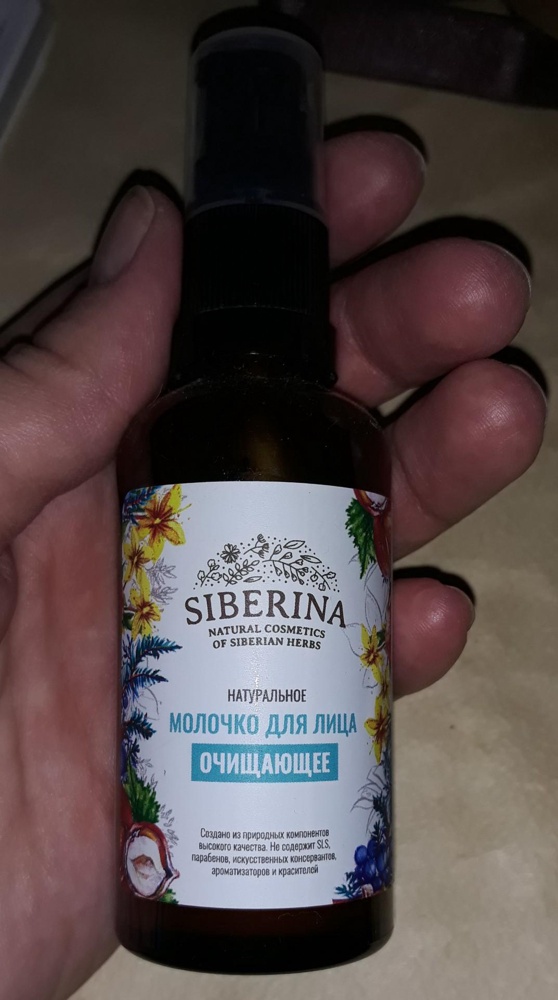 SIBERINA
NATURAL COSMETICS
OF SIBERIAN HERBS
НАТУРАЛЬНОЕ
МОЛОЧКО ДЛЯ ЛИЦА
ОЧИЩАЮЩЕЕ
Создано из природных компонентов
высокого качества. Не содержит SLS,
парабенов, искусственных консервантов,
ароматизаторов и красителей